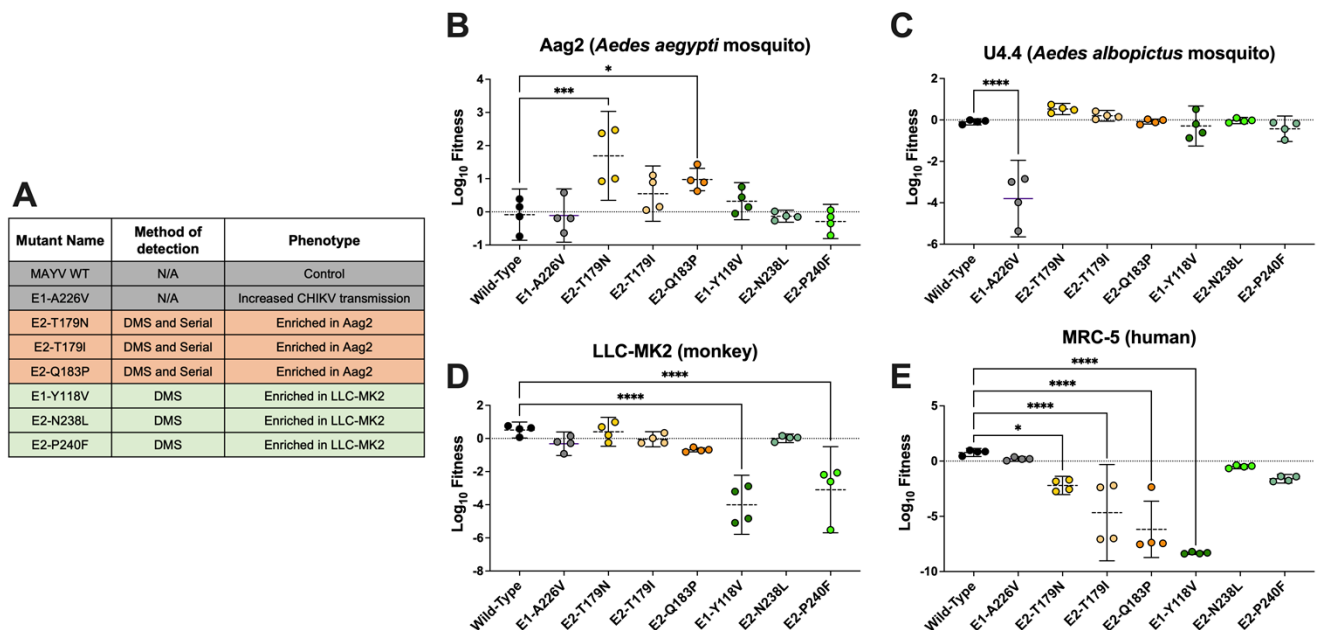 A
Mutant Name Method of detection Phenotype
MAYV WT N/A Control
E1-A226V N/A Increased CHIKV transmission
E2-T179N DMS and Serial Enriched in Aag2
E2-T179I DMS and Serial Enriched in Aag2
E2-Q183P DMS and Serial Enriched in Aag2
E1-Y118V DMS Enriched in LLC-MK2
E2-N238L DMS Enriched in LLC-MK2
E2-P240F DMS Enriched in LLC-MK2
B
Aag2 (Aedes aegypti mosquito)
*
***
Log10 Fitness
4
3
2
1
0
-1
Wild-Type
E1-A226V
E2-T179N
E2-T179I
E2-Q183P
E1-Y118V
E2-N238L
E2-P240F
C
U4.4 (Aedes albopictus mosquito)
****
Log10 Fitness
2
0
-2
-4
-6
Wild-Type
E1-A226V
E2-T179N
E2-T179I
E2-Q183P
E1-Y118V
E2-N238L
E2-P240F
D
LLC-MK2 (monkey)
****
****
Log10 Fitness
2
0
-2
-4
-6
-8
Wild-Type
E1-A226V
E2-T179N
E2-T179I
E2-Q183P
E1-Y118V
E2-N238L
E2-P240F
E
MRC-5 (human)
****
****
****
*
Log10 Fitness
5
0
-5
-10
Wild-Type
E1-A226V
E2-T179N
E2-T179I
E2-Q183P
E1-Y118V
E2-N238L
E2-P240F